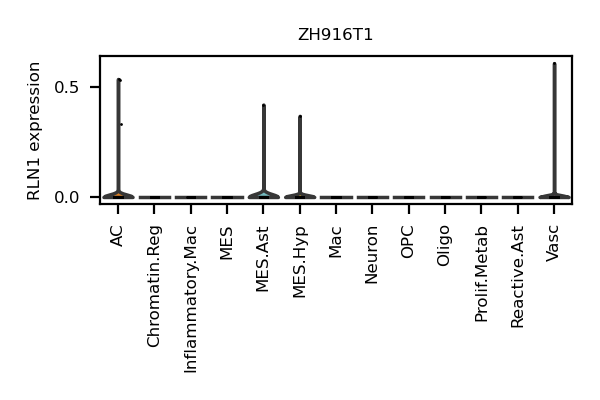 ZH916T1
RLN1 expression
0.5
0.0
AC
Chromatin.Reg
Inflammatory.Mac
MES
MES.Ast
MES.Hyp
Mac
Neuron
OPC
Oligo
Prolif.Metab
Reactive.Ast
Vasc